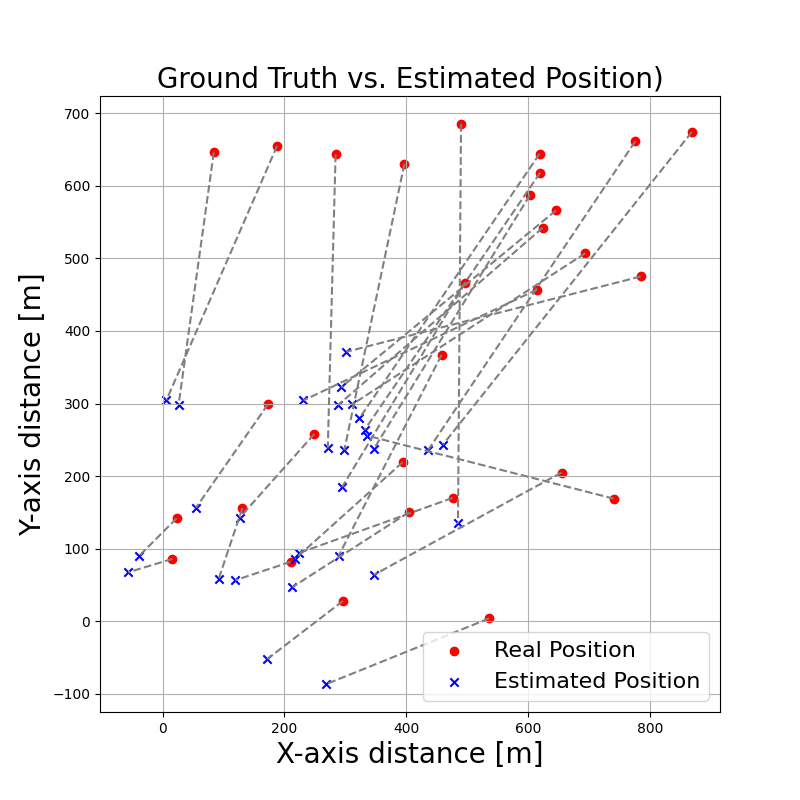 Ground Truth vs. Estimated Position)
Y-axis distance [m]
700
600
500
400
300
200
100
0
−100
0 200 400 600 800
X-axis distance [m]
Real Position
Estimated Position